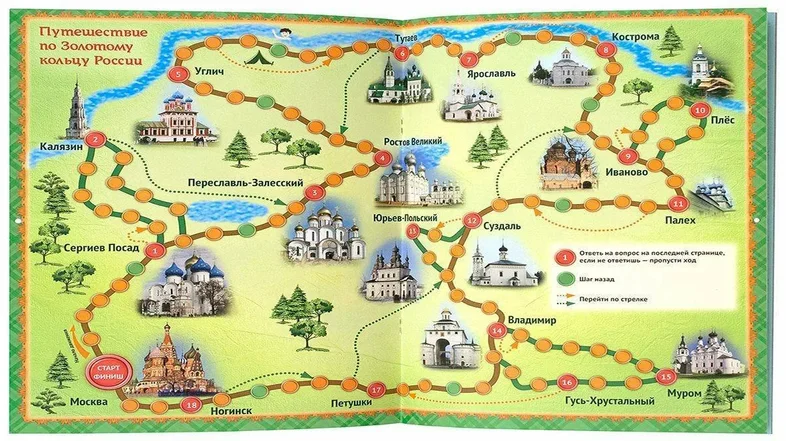 Путешествие
по Золотому
кольцу России
Тутаев
6
7
Ярославль
8
Кострома
5
Углич
10
Плёс
2
Калязин
4
Ростов Великий
9
Иваново
Переславль-Залесский
3
11
Палех
Юрьев-Польский
13
12
Суздаль
Сергиев Посад
1
1 Ответь на вопрос на последней странице,
если не ответишь — пропусти ход
Шаг назад
Перейти по стрелке
14
Владимир
СТАРТ
ФИНИШ
Москва
18
Ногинск
Петушки
17
16
Гусь-Хрустальный
15
Муром